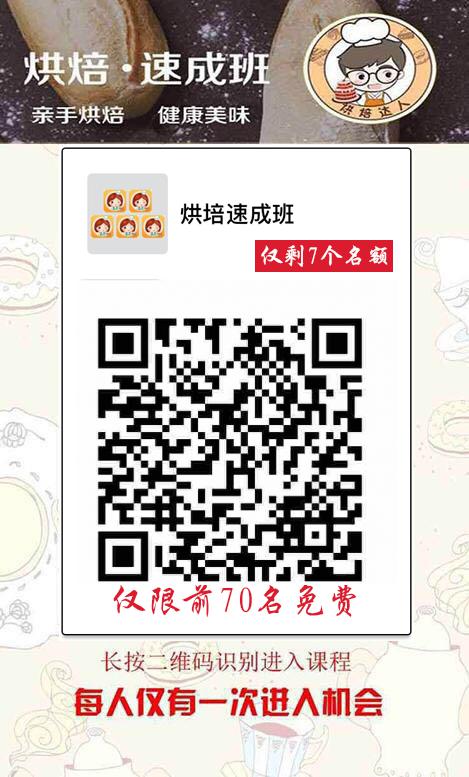 烘焙·速成班
亲手烘焙 健康美味
烘焙达人
烘培速成班
仅剩7个名额
仅限前70名免费
长按二维码识别进入课程
每人仅有一次进入机会